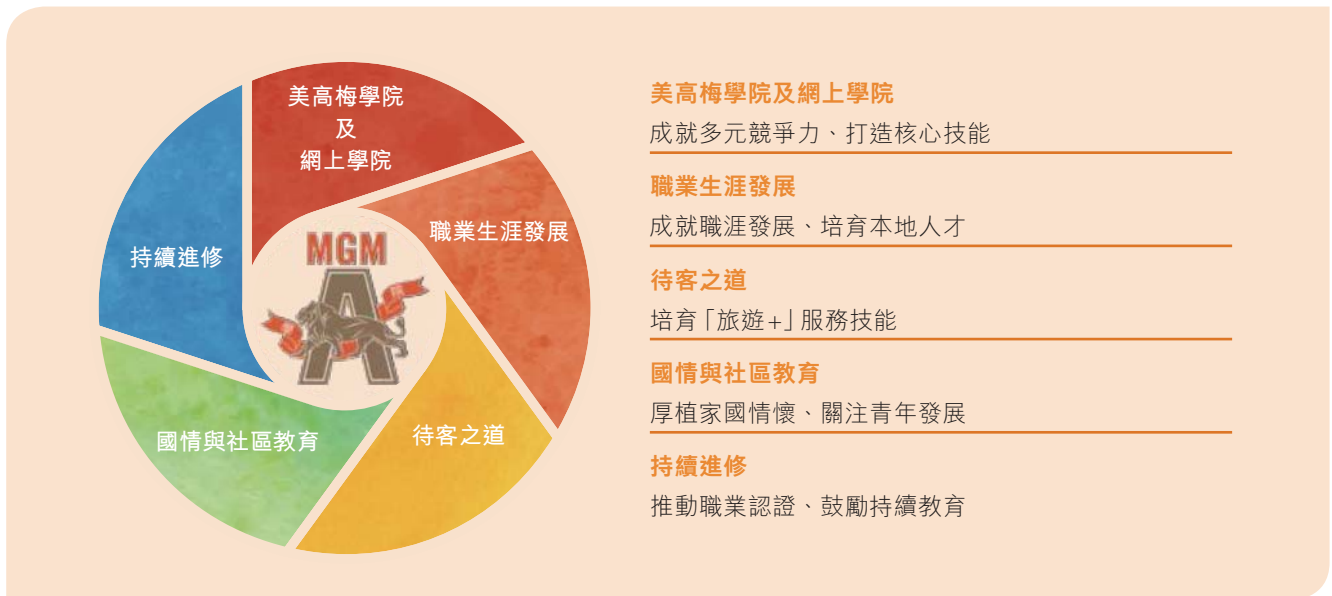 美高梅學院
及
網上學院
職業生涯發展
待客之道
國情與社區教育
持續進修
MGM
A
美高梅學院及網上學院
成就多元競爭力、打造核心技能
職業生涯發展
成就職涯發展、培育本地人才
待客之道
培育「旅遊+」服務技能
國情與社區教育
厚植家國情懷、關注青年發展
持續進修
推動職業認證、鼓勵持續教育